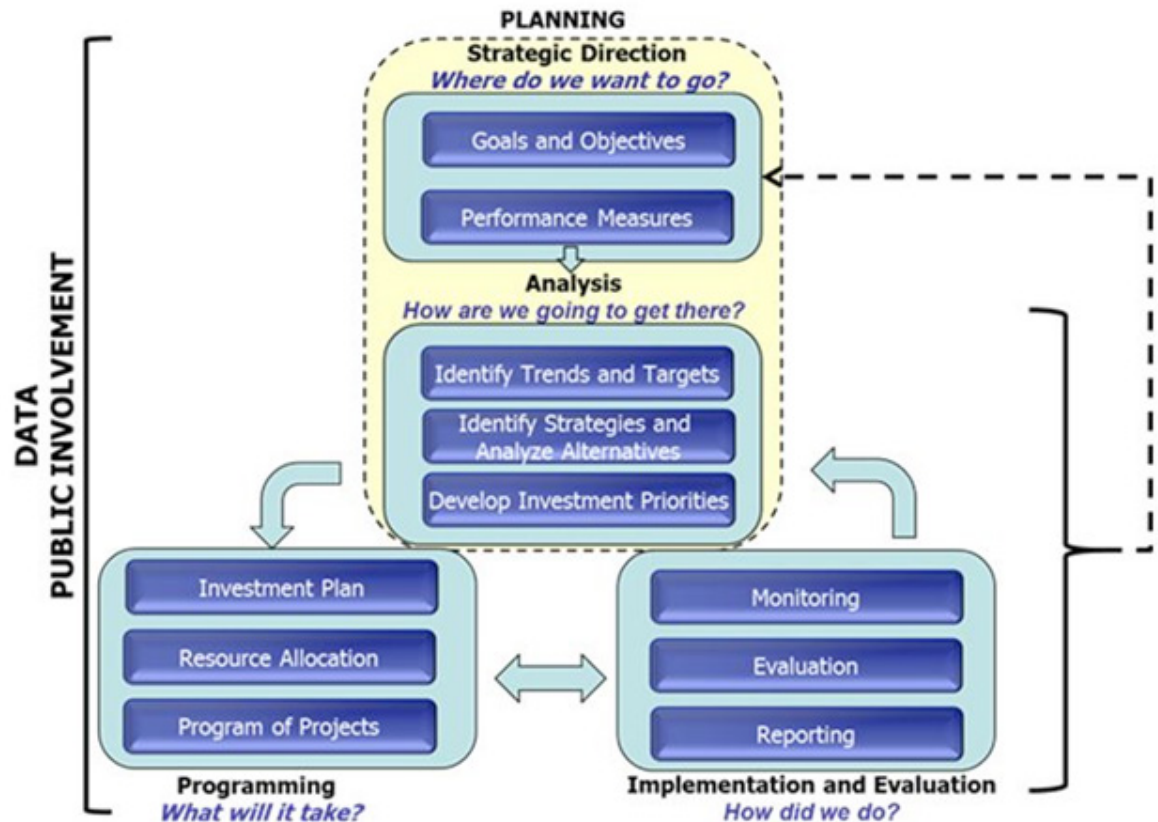 PLANNING
Strategic Direction
Where do we want to go?
Goals and Objectives
Performance Measures
Analysis
How are we going to get there?
Identify Trends and Targets
Identify Strategies and
Analyze Alternatives
Develop Investment Priorities
DATA
PUBLIC INVOLVEMENT
Investment Plan
Resource Allocation
Program of Projects
Programming
What will it take?
Monitoring
Evaluation
Reporting
Implementation and Evaluation
How did we do?